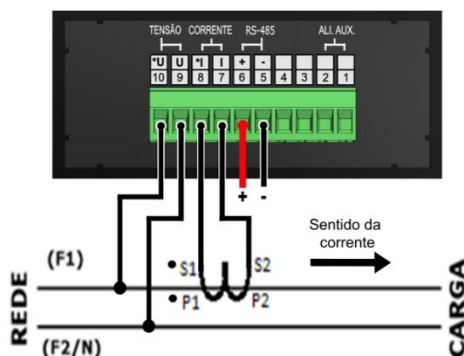 TENSÃO CORRENTE RS-485 ALI. AUX.
*U U *I I + -
10 9 8 7 6 5 4 3 2 1
+ -
Sentido da
corrente
(F1)
• S1 S2
• P1 P2
(F2/N)
REDE
CARGA